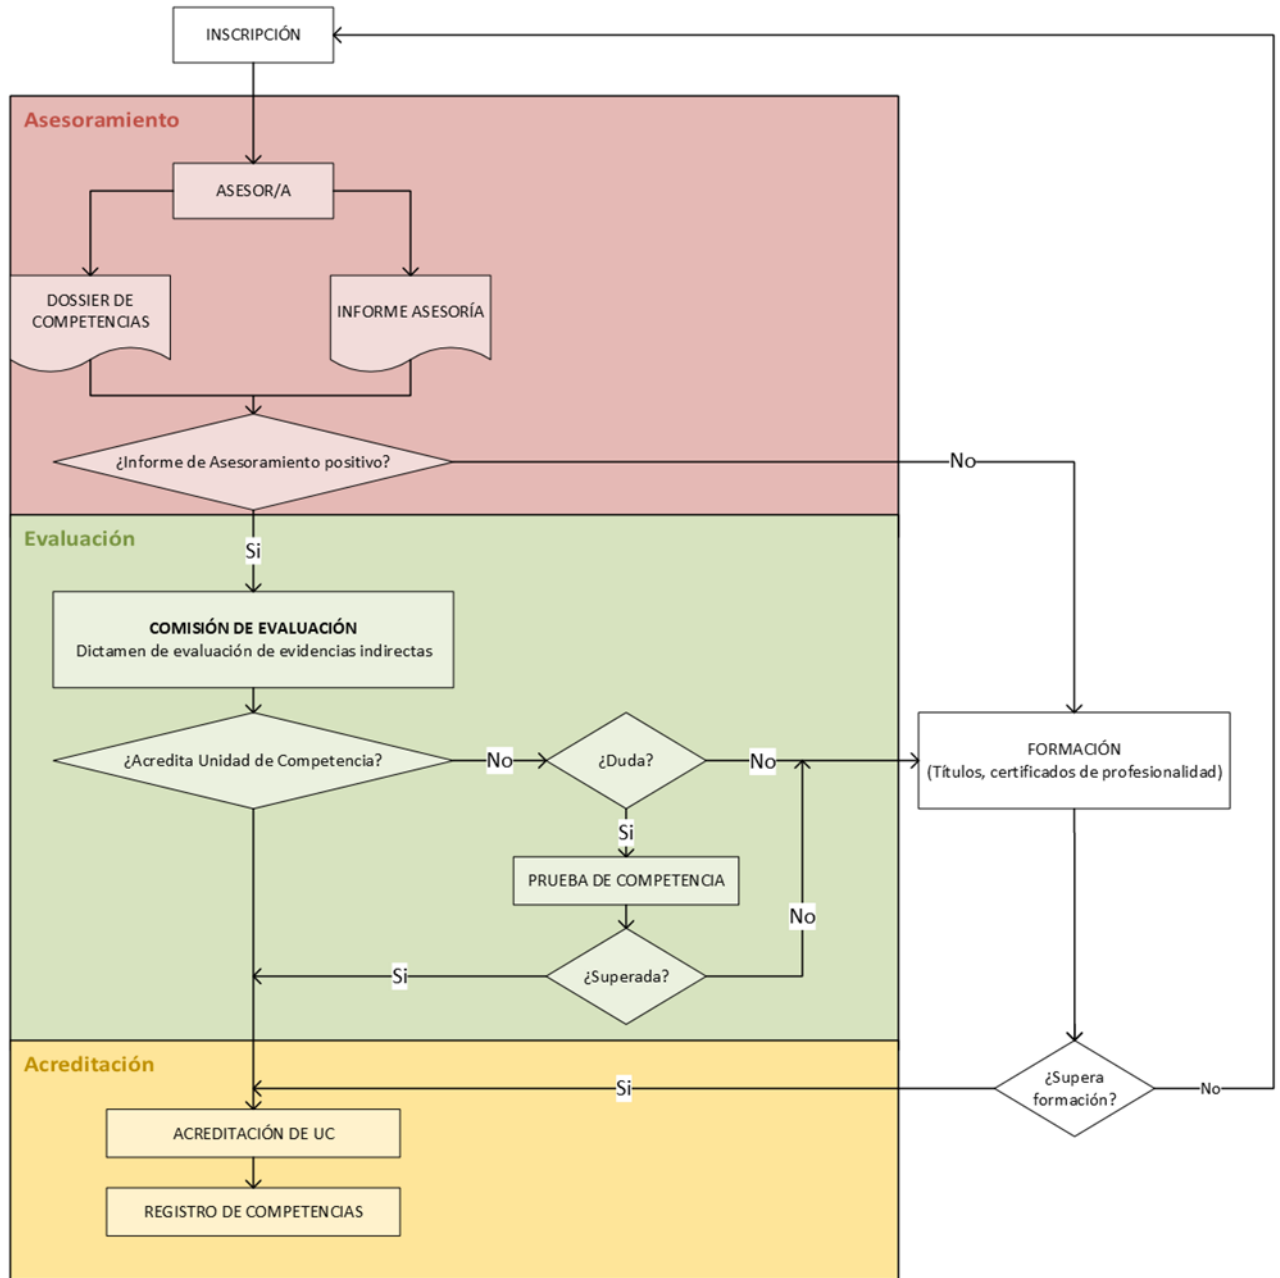 INSCRIPCIÓN
Asesoramiento
ASESOR/A
DOSSIER DE
COMPETENCIAS
INFORME ASESORÍA
¿Informe de Asesoramiento positivo?
No
Evaluación
Si
COMISIÓN DE EVALUACIÓN
Dictamen de evaluación de evidencias indirectas
¿Acredita Unidad de Competencia?
No
¿Duda?
No
FORMACIÓN
(Títulos, certificados de profesionalidad)
Si
PRUEBA DE COMPETENCIA
No
Si
¿Superada?
Acreditación
Si
¿Supera
formación?
No
ACREDITACIÓN DE UC
REGISTRO DE COMPETENCIAS